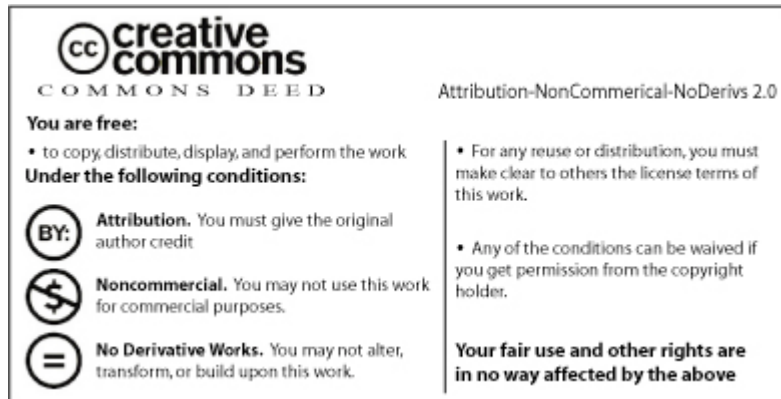 cc creative
commons
COMMONS DEED
Attribution-NonCommerical-NoDerivs 2.0
You are free:
• to copy, distribute, display, and perform the work
Under the following conditions:
BY:
Attribution. You must give the original
author credit
$
Noncommercial. You may not use this work
for commercial purposes.
=
No Derivative Works. You may not alter,
transform, or build upon this work.
• For any reuse or distribution, you must
make clear to others the license terms of
this work.
• Any of the conditions can be waived if
you get permission from the copyright
holder.
Your fair use and other rights are
in no way affected by the above